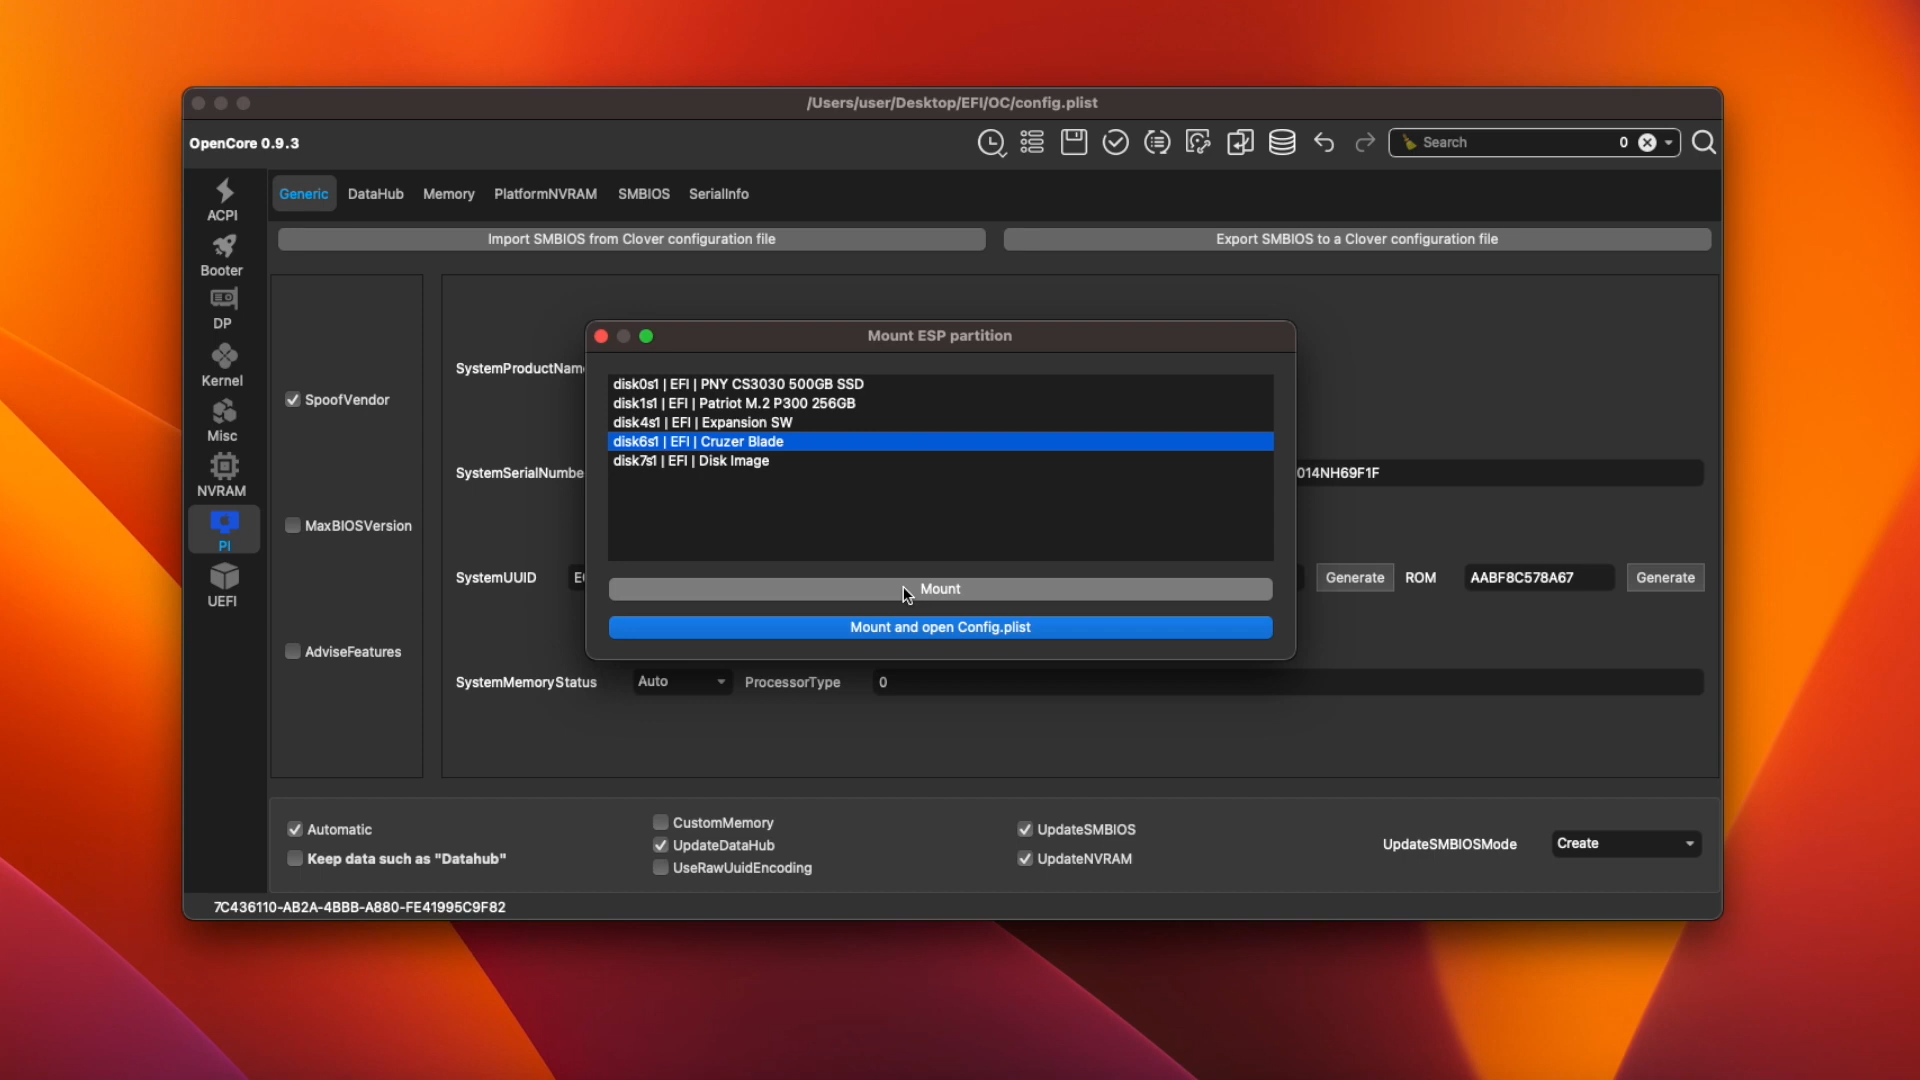 /Users/user/Desktop/EFI/OC/config.plist
OpenCore 0.9.3
Search 0
Generic DataHub Memory PlatformNVRAM SMBIOS SerialInfo
Import SMBIOS from Clover configuration file Export SMBIOS to a Clover configuration file
ACPI
Booter
DP
Kernel
Misc
NVRAM
PI
UEFI
SpoofVendor
MaxBIOSVersion
AdviseFeatures
SystemProductName
SystemSerialNumbe
014NH69F1F
SystemUUID
Generate ROM AABF8C578A67 Generate
SystemMemoryStatus Auto ProcessorType 0
Mount ESP partition
disk0s1 | EFI | PNY CS3030 500GB SSD
disk1s1 | EFI | Patriot M.2 P300 256GB
disk4s1 | EFI | Expansion SW
disk6s1 | EFI | Cruzer Blade
disk7s1 | EFI | Disk Image
Mount
Mount and open Config.plist
Automatic
Keep data such as "Datahub"
CustomMemory
UpdateDataHub
UseRawUuidEncoding
UpdateSMBIOS
UpdateNVRAM
UpdateSMBIOSMode Create
7C436110-AB2A-4BBB-A880-FE41995C9F82